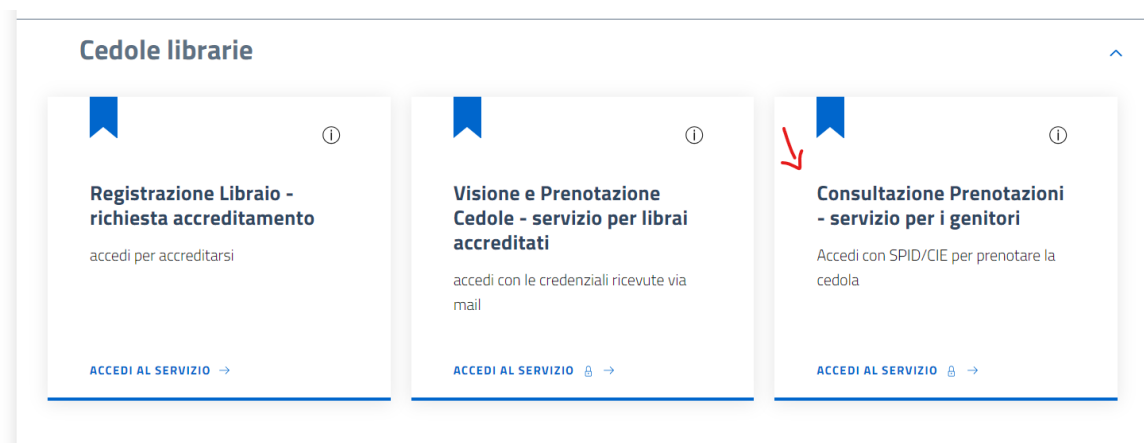 Cedole librarie
Registrazione Libraio -
richiesta accreditamento
accedi per accreditarsi
ACCEDI AL SERVIZIO →
Visione e Prenotazione
Cedole - servizio per librai
accreditati
accedi con le credenziali ricevute via
mail
ACCEDI AL SERVIZIO →
Consultazione Prenotazioni
- servizio per i genitori
Accedi con SPID/CIE per prenotare la
cedola
ACCEDI AL SERVIZIO →